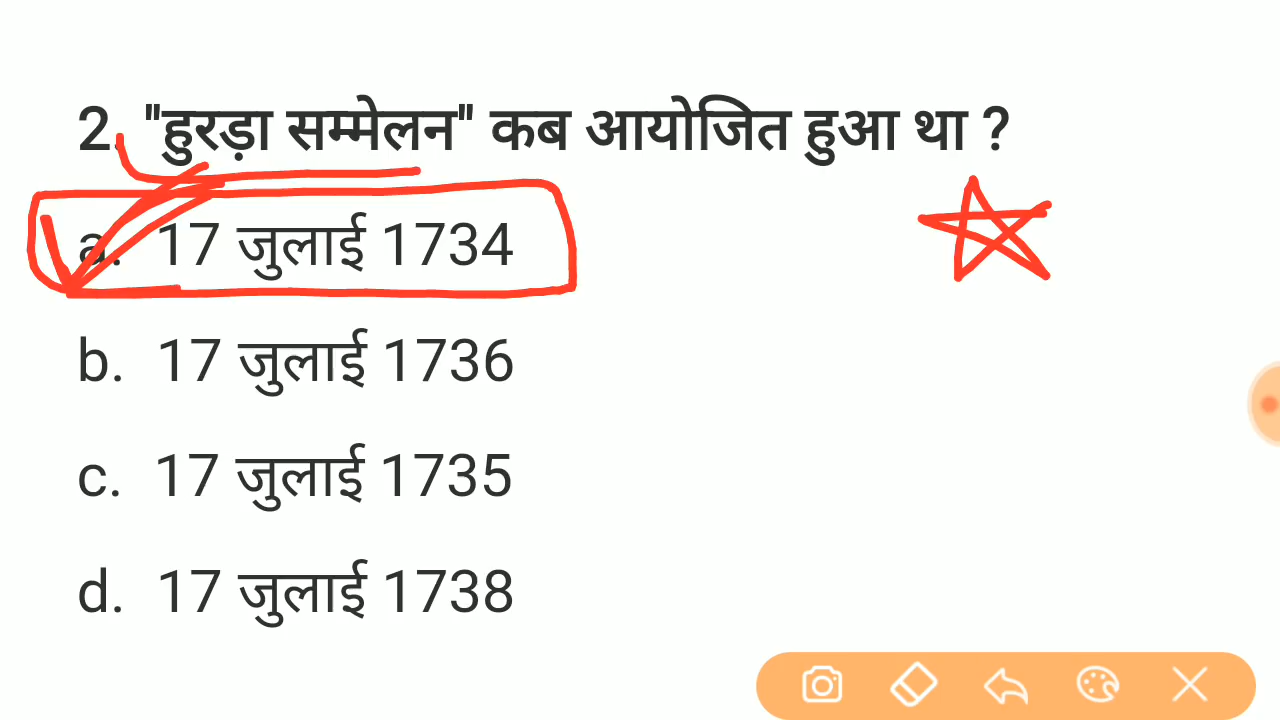 2. "हुरड़ा सम्मेलन" कब आयोजित हुआ था ?
a. 17 जुलाई 1734
b. 17 जुलाई 1736
c. 17 जुलाई 1735
d. 17 जुलाई 1738